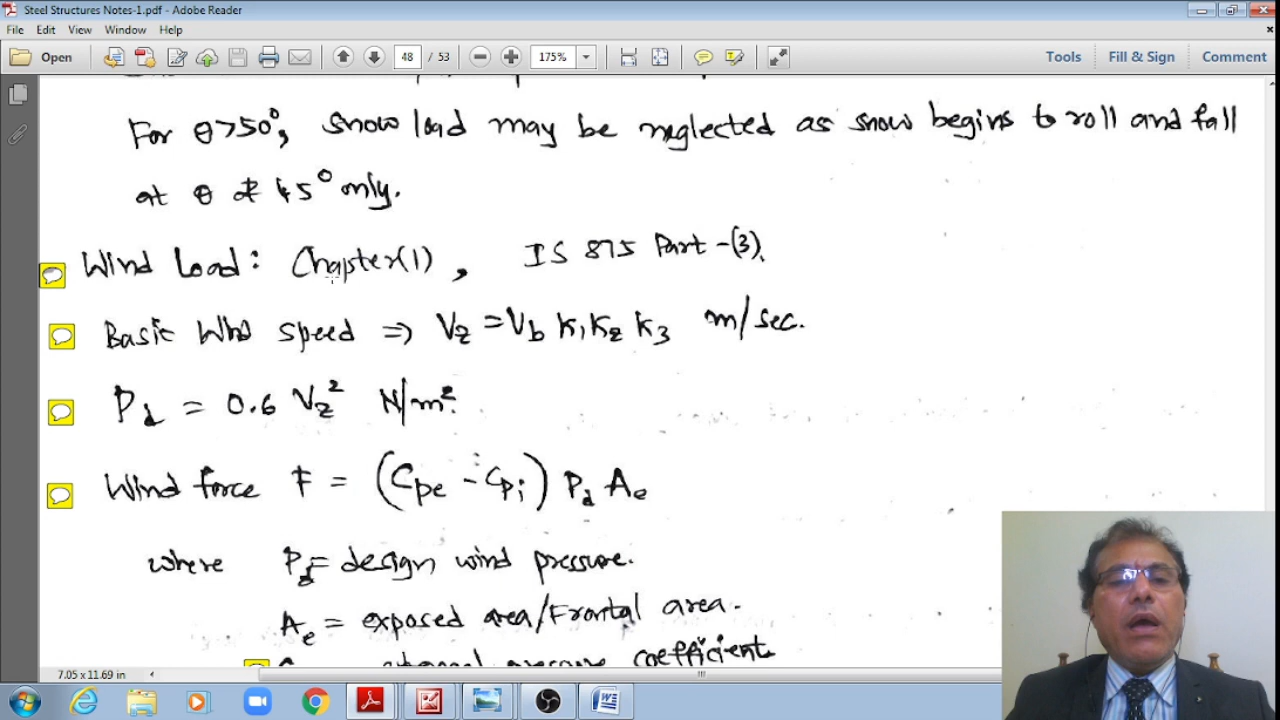 Steel Structures Notes-1.pdf - Adobe Reader
File Edit View Window Help
Open 48 / 53 175% Tools Fill & Sign Comment
For θ>50°, snow load may be neglected as snow begins to roll and fall
at θ 45° only.
Wind Load: Chapter(1), IS 875 Part-(3).
Basic Wind speed ⇒ Vz = Vb K1 K2 K3 m/sec.
Pd = 0.6 Vz² N/m².
Wind force F = (Cpe - Cpi) Pd Ae
where Pd = design wind pressure.
Ae = exposed area/Frontal area.
pressure coefficient
7.05 x 11.69 in